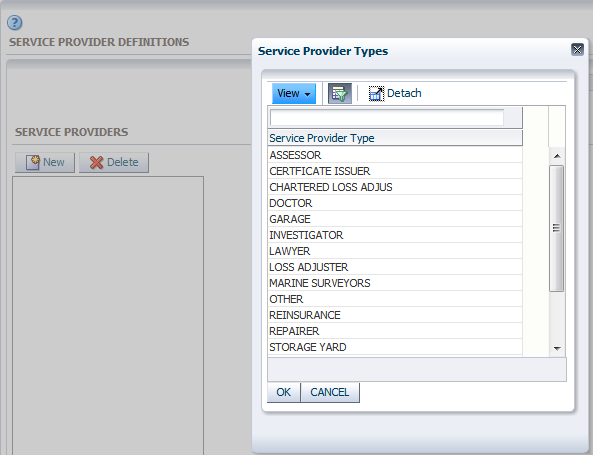 ?
SERVICE PROVIDER DEFINITIONS
SERVICE PROVIDERS
New Delete
Service Provider Types
View Detach
Service Provider Type
ASSESSOR
CERTFICATE ISSUER
CHARTERED LOSS ADJUS
DOCTOR
GARAGE
INVESTIGATOR
LAWYER
LOSS ADJUSTER
MARINE SURVEYORS
OTHER
REINSURANCE
REPAIRER
STORAGE YARD
OK CANCEL